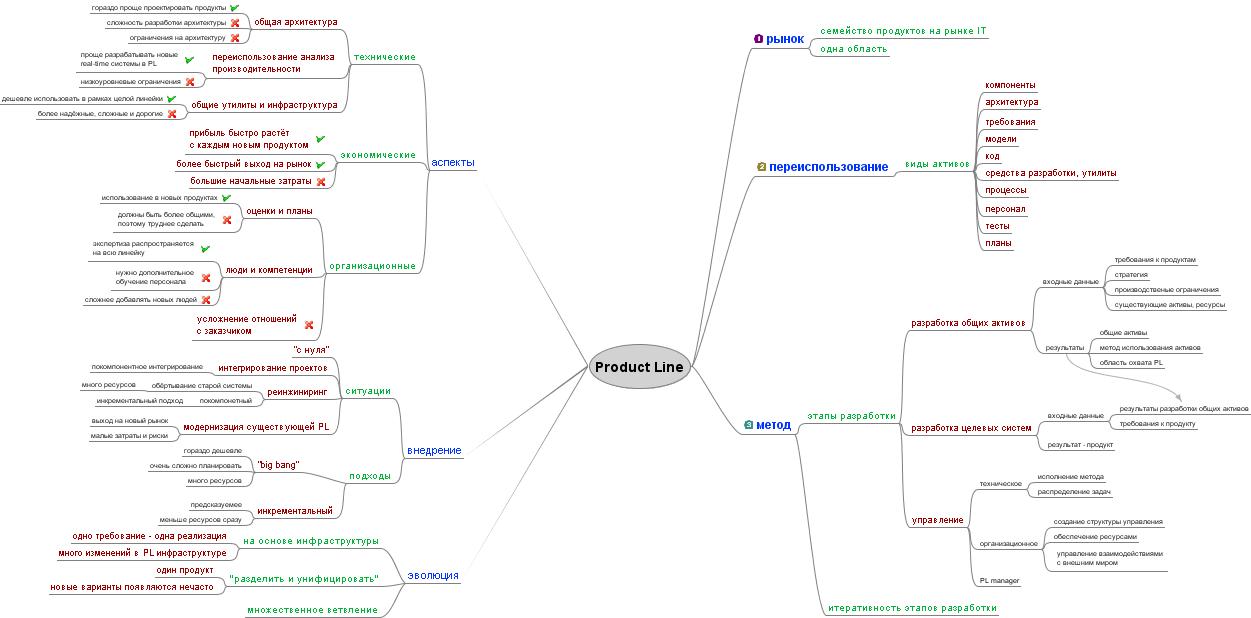 Product Line
рынок
семейство продуктов на рынке IT
одна область
переиспользование
виды активов
компоненты
архитектура
требования
модели
код
средства разработки, утилиты
процессы
персонал
тесты
планы
метод
этапы разработки
разработка общих активов
входные данные
требования к продуктам
стратегия
производственые ограничения
существующие активы, ресурсы
результаты
общие активы
метод использования активов
область охвата PL
разработка целевых систем
входные данные
результаты разработки общих активов
требования к продукту
результат - продукт
управление
техническое
исполнение метода
распределение задач
организационное
создание структуры управления
обеспечение ресурсами
управление взаимодействиями
с внешним миром
PL manager
итеративность этапов разработки
аспекты
технические
общая архитектура
гораздо проще проектировать продукты
сложность разработки архитектуры
ограничения на архитектуру
переиспользование анализа
производительности
проще разрабатывать новые
real-time системы в PL
низкоуровневые ограничения
общие утилиты и инфраструктура
дешевле использовать в рамках целой линейки
более надёжные, сложные и дорогие
экономические
прибыль быстро растёт
с каждым новым продуктом
более быстрый выход на рынок
большие начальные затраты
организационные
оценки и планы
использование в новых продуктах
должны быть более общими,
поэтому труднее сделать
люди и компетенции
экспертиза распространяется
на всю линейку
нужно дополнительное
обучение персонала
сложнее добавлять новых людей
усложнение отношений
с заказчиком
внедрение
ситуации
"с нула"
интегрирование проектов
покомпонентное интегрирование
реинжиниринг
обёртывание старой системы
много ресурсов
покомпонетный
инкрементальный подход
модернизация существующей PL
выход на новый рынок
малые затраты и риски
подходы
"big bang"
гораздо дешевле
очень сложно планировать
много ресурсов
инкрементальный
предсказуемее
меньше ресурсов сразу
эволюция
на основе инфраструктуры
одно требование - одна реализация
много изменений в PL инфраструктуре
"разделить и унифицировать"
один продукт
новые варианты появляются нечасто
множественное ветвление